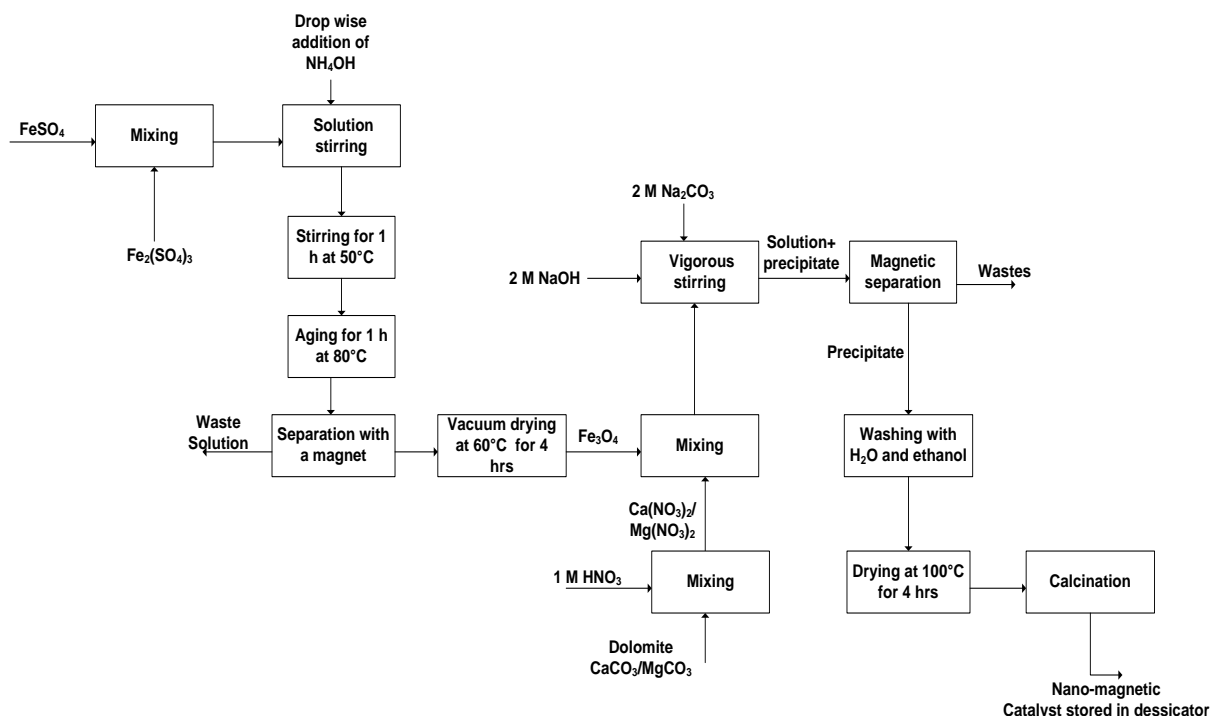 Drop wise
addition of
NH₄OH
FeSO₄
Mixing
Solution
stirring
Fe₂(SO₄)₃
Stirring for 1
h at 50°C
Aging for 1 h
at 80°C
Waste
Solution
Separation with
a magnet
Vacuum drying
at 60°C for 4
hrs
Fe₃O₄
Mixing
Ca(NO₃)₂/
Mg(NO₃)₂
1 M HNO₃
Mixing
Dolomite
CaCO₃/MgCO₃
2 M Na₂CO₃
2 M NaOH
Vigorous
stirring
Solution+
precipitate
Magnetic
separation
Wastes
Precipitate
Washing with
H₂O and ethanol
Drying at 100°C
for 4 hrs
Calcination
Nano-magnetic
Catalyst stored in dessicator